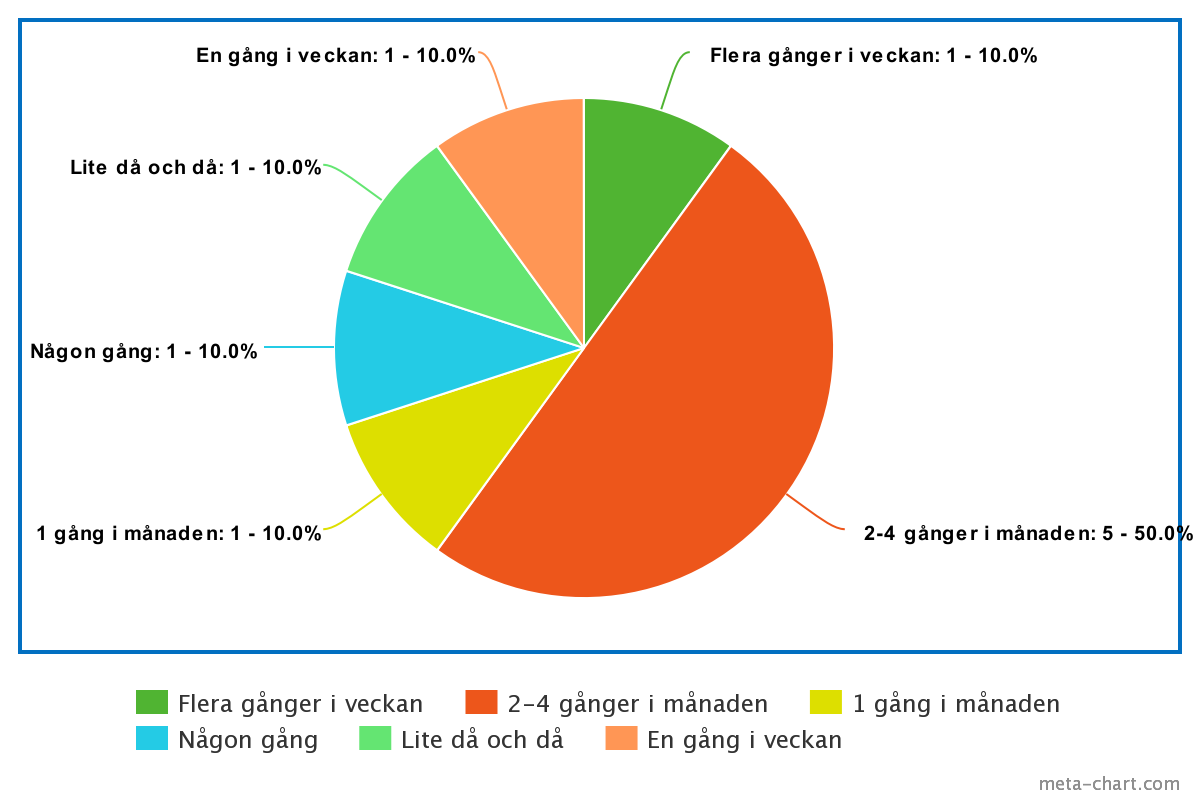 En gång i veckan: 1 - 10.0%
Flera gånger i veckan: 1 - 10.0%
Lite då och då: 1 - 10.0%
Någon gång: 1 - 10.0%
1 gång i månaden: 1 - 10.0%
2-4 gånger i månaden: 5 - 50.0%
Flera gånger i veckan 2-4 gånger i månaden 1 gång i månaden
Någon gång Lite då och då En gång i veckan
meta-chart.com